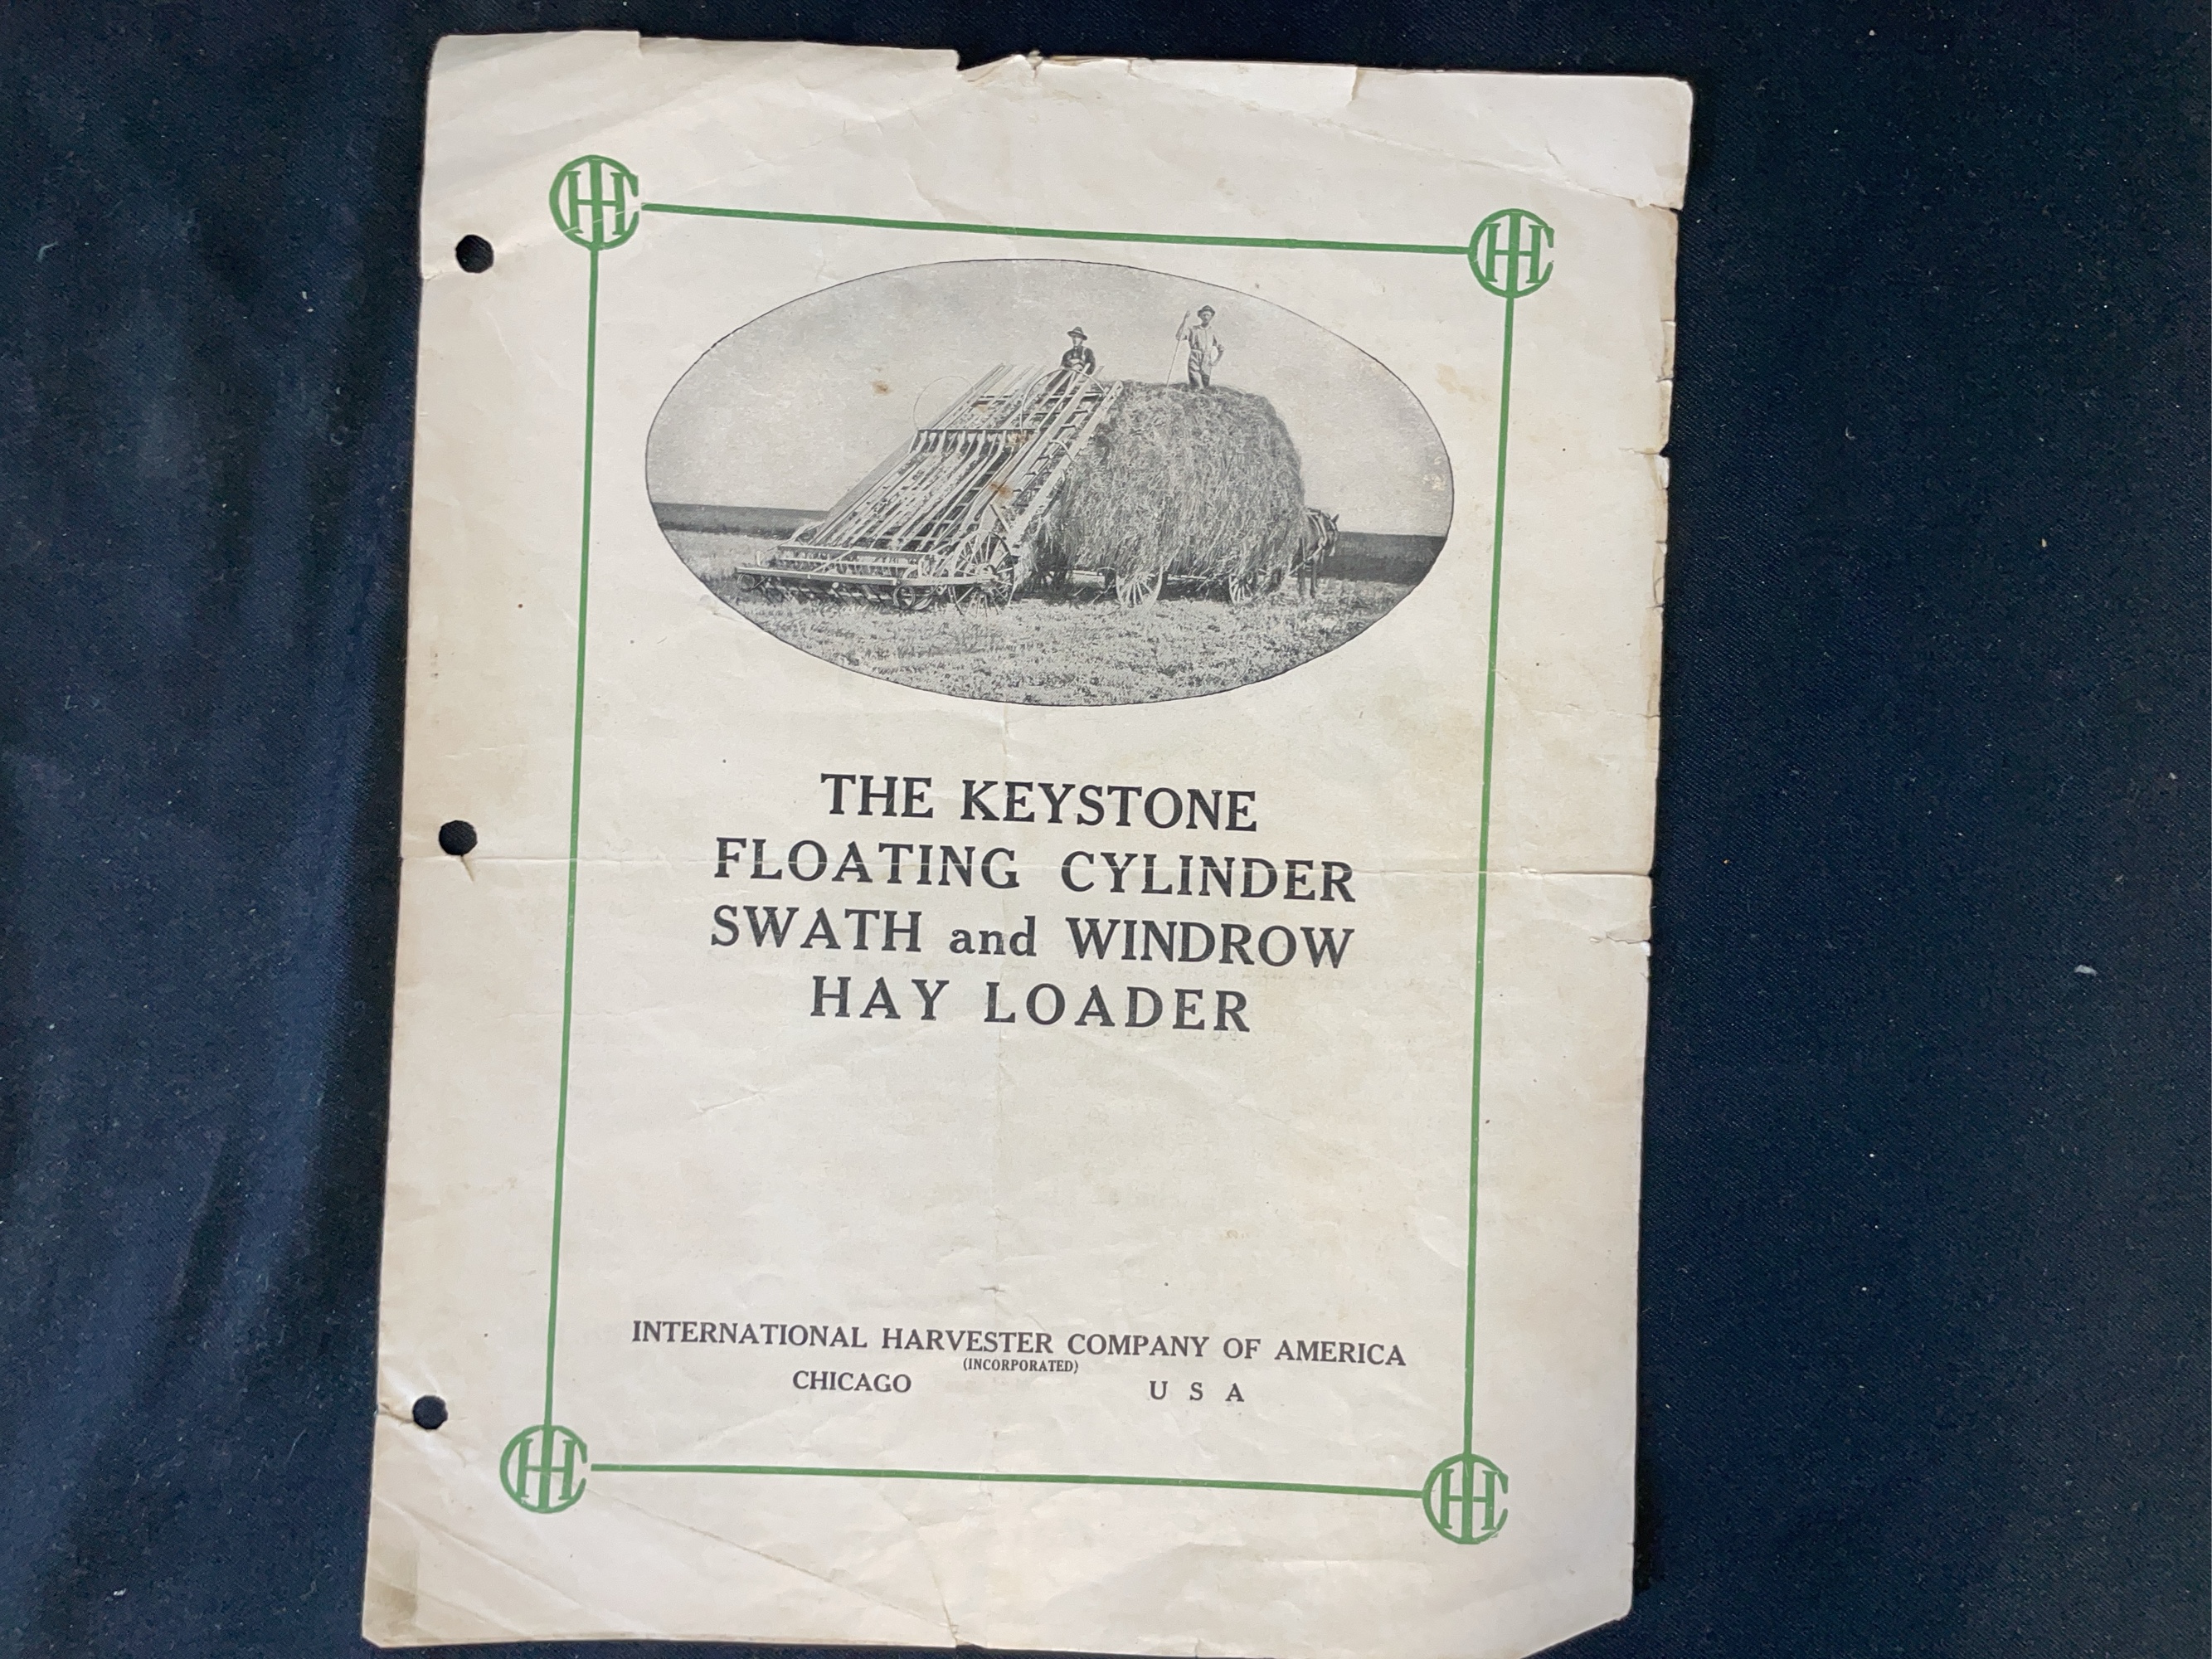 IHC IHC
THE KEYSTONE
FLOATING CYLINDER
SWATH and WINDROW
HAY LOADER
INTERNATIONAL HARVESTER COMPANY OF AMERICA
(INCORPORATED)
CHICAGO U S A
IHC IHC